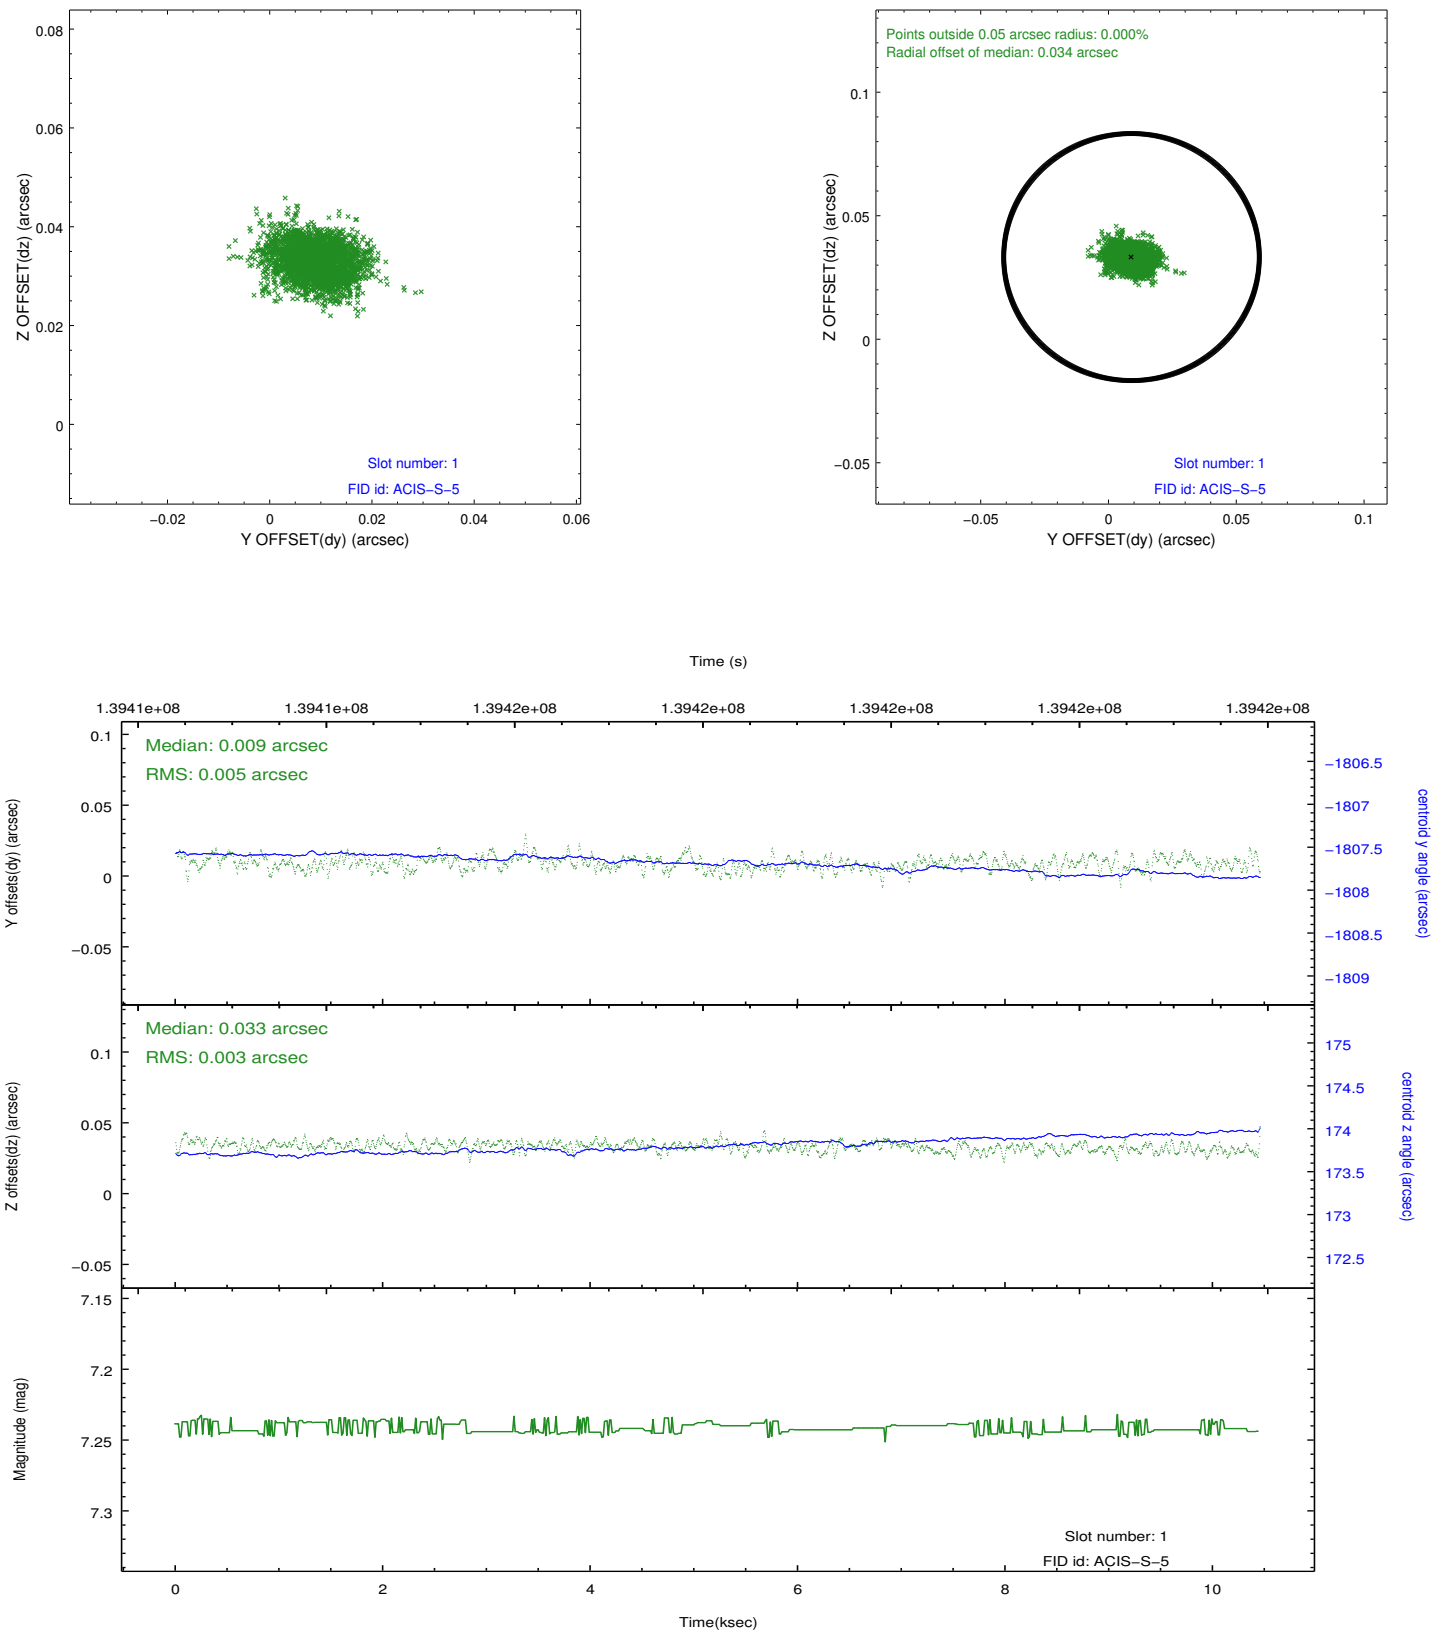 0.08
0.06
0.04
0.02
0
Z OFFSET(dz) (arcsec)
Slot number: 1
FID id: ACIS−S−5
−0.02 0 0.02 0.04 0.06
Y OFFSET(dy) (arcsec)
Points outside 0.05 arcsec radius: 0.000%
Radial offset of median: 0.034 arcsec
0.1
0.05
0
−0.05
Z OFFSET(dz) (arcsec)
Slot number: 1
FID id: ACIS−S−5
−0.05 0 0.05 0.1
Y OFFSET(dy) (arcsec)
Time (s)
1.3941e+08 1.3941e+08 1.3942e+08 1.3942e+08 1.3942e+08 1.3942e+08 1.3942e+08
Median: 0.009 arcsec
RMS: 0.005 arcsec
0.1
0.05
0
−0.05
Y offsets(dy) (arcsec)
−1806.5
−1807
−1807.5
−1808
−1808.5
−1809
centroid y angle (arcsec)
Median: 0.033 arcsec
RMS: 0.003 arcsec
0.1
0.05
0
−0.05
Z offsets(dz) (arcsec)
175
174.5
174
173.5
173
172.5
centroid z angle (arcsec)
7.15
7.2
7.25
7.3
Magnitude (mag)
Slot number: 1
FID id: ACIS−S−5
0 2 4 6 8 10
Time(ksec)